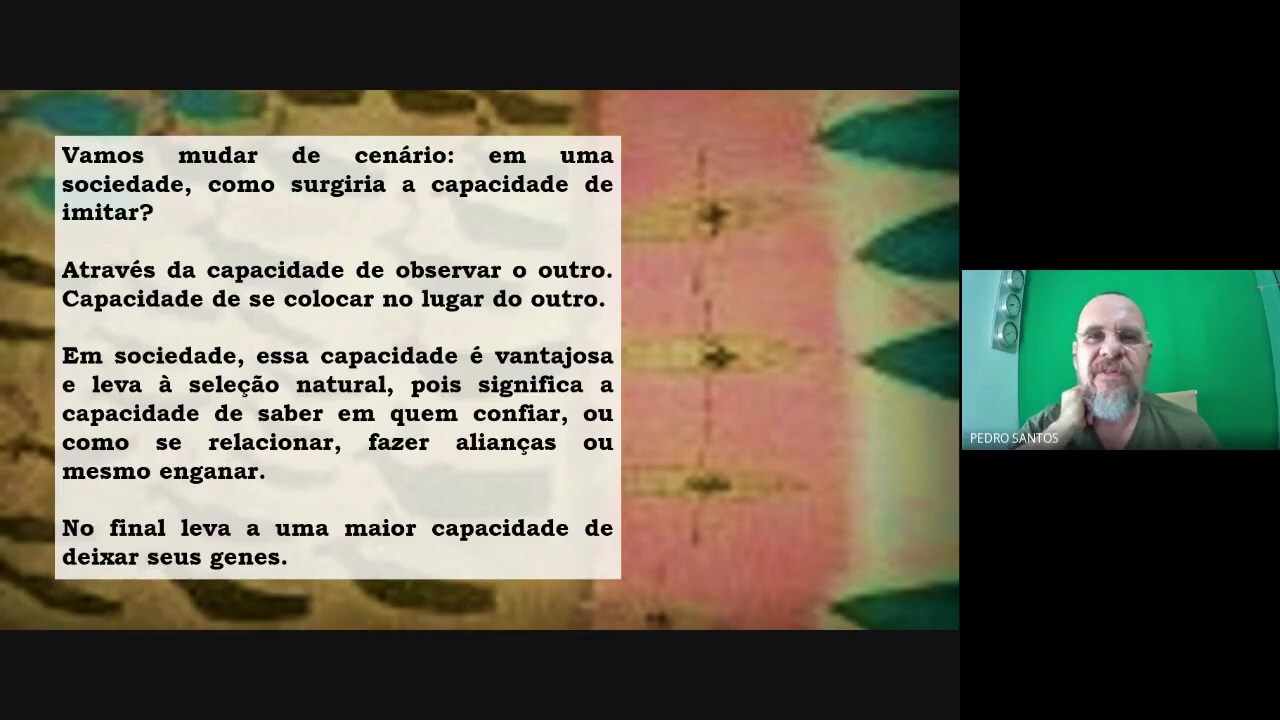 Vamos mudar de cenário: em uma
sociedade, como surgiria a capacidade de
imitar?
Através da capacidade de observar o outro.
Capacidade de se colocar no lugar do outro.
Em sociedade, essa capacidade é vantajosa
e leva à seleção natural, pois significa a
capacidade de saber em quem confiar, ou
como se relacionar, fazer alianças ou
mesmo enganar.
No final leva a uma maior capacidade de
deixar seus genes.
PEDRO SANTOS